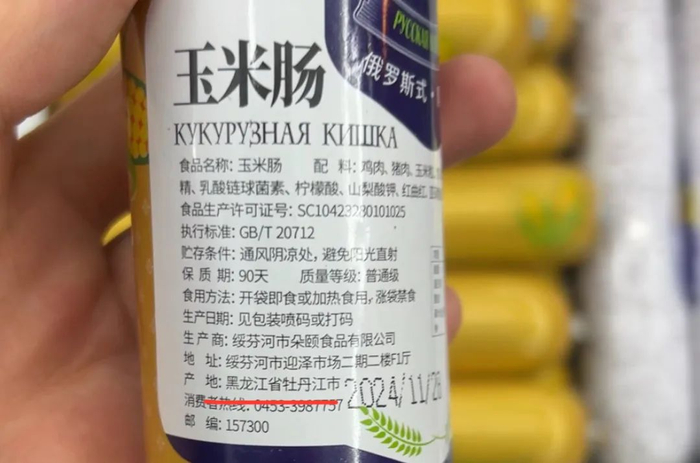 РУССКАЯ
俄罗斯式·
玉米肠
КУКУРУЗНАЯ КИШКА
食品名称: 玉米肠 配 料: 鸡肉、猪肉、玉米粒、
精、乳酸链球菌素、柠檬酸、山梨酸钾、红曲红、
食品生产许可证号: SC10423230101025
执行标准: GB/T 20712
贮存条件: 通风阴凉处，避免阳光直射
保 质 期: 90天 质量等级: 普通级
食用方法: 开袋即食或加热食用，涨袋禁食
生产日期: 见包装喷码或打码
生 产 商: 绥芬河市朵颐食品有限公司
地 址: 绥芬河市迎泽市场二期二楼F1厅
产 地: 黑龙江省牡丹江市 2024/11/28
消费者热线: 0453-3987757
邮 编: 157300